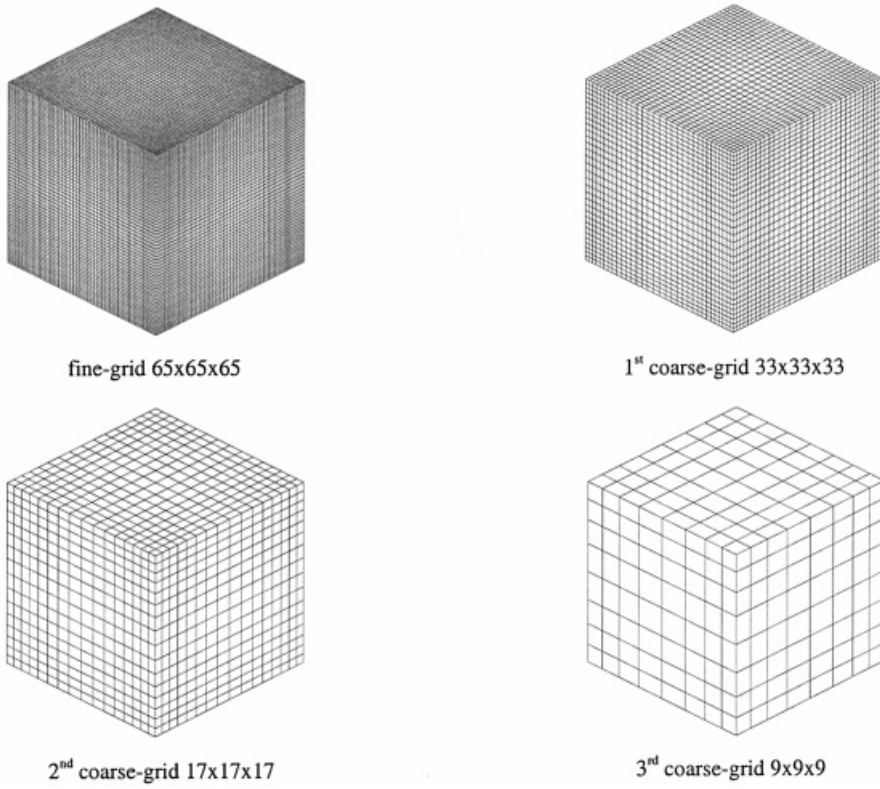 fine-grid 65x65x65
1st coarse-grid 33x33x33
2nd coarse-grid 17x17x17
3rd coarse-grid 9x9x9